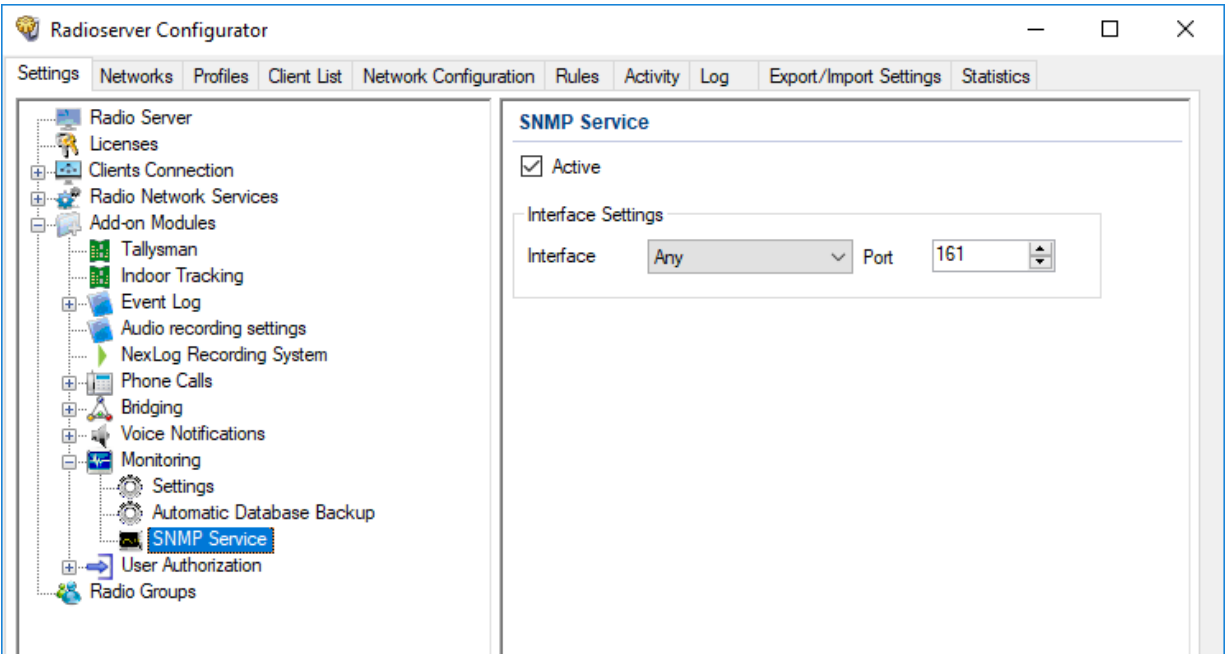 Radioserver Configurator
Settings Networks Profiles Client List Network Configuration Rules Activity Log Export/Import Settings Statistics
Radio Server
Licenses
Clients Connection
Radio Network Services
Add-on Modules
Tallysman
Indoor Tracking
Event Log
Audio recording settings
NexLog Recording System
Phone Calls
Bridging
Voice Notifications
Monitoring
Settings
Automatic Database Backup
SNMP Service
User Authorization
Radio Groups
SNMP Service
Active
Interface Settings
Interface Any Port 161